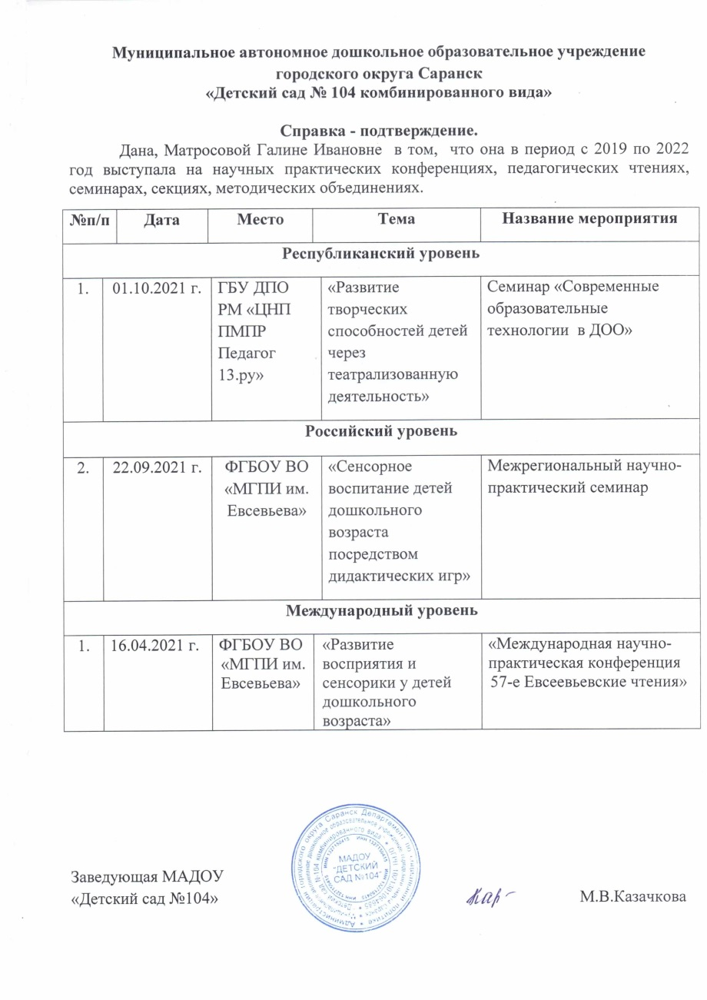 Муниципальное автономное дошкольное образовательное учреждение
городского округа Саранск
«Детский сад № 104 комбинированного вида»
Справка - подтверждение.
Дана, Матросовой Галине Ивановне в том, что она в период с 2019 по 2022
год выступала на научных практических конференциях, педагогических чтениях,
семинарах, секциях, методических объединениях.
№п/п Дата Место Тема Название мероприятия
Республиканский уровень
1. 01.10.2021 г. ГБУ ДПО «Развитие Семинар «Современные
РМ «ЦНП творческих образовательные
ПМПР способностей детей технологии в ДОО»
Педагог через
13.ру» театрализованную
деятельность»
Российский уровень
2. 22.09.2021 г. ФГБОУ ВО «Сенсорное Межрегиональный научно-
«МГПИ им. воспитание детей практический семинар
Евсевьева» дошкольного
возраста
посредством
дидактических игр»
Международный уровень
1. 16.04.2021 г. ФГБОУ ВО «Развитие «Международная научно-
«МГПИ им. восприятия и практическая конференция
Евсевьева» сенсорики у детей 57-е Евсеевьевские чтения»
дошкольного
возраста»
МАДОУ
"ДЕТСКИЙ
САД №104"
Заведующая МАДОУ
«Детский сад №104» М.В.Казачкова